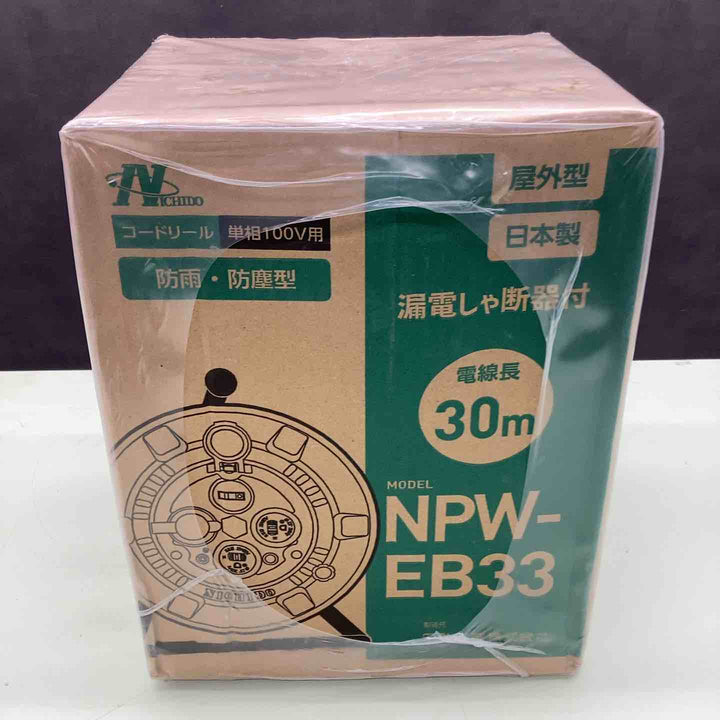 NICHIDO
コードリール 単相100V用
防雨・防塵型
屋外型
日本製
漏電しゃ断器付
電線長
30m
MODEL
NPW-
EB33
NICHIDO